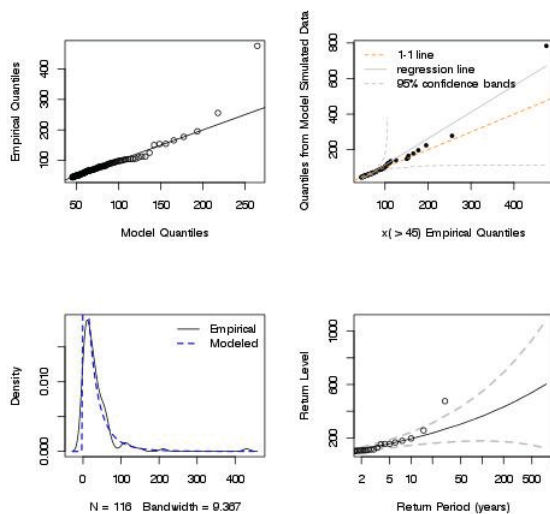 Empirical Quantiles
100 200 300 400
50 100 150 200 250
Model Quantiles
Quantiles from Model Simulated Data
200 400 600 800
1-1 line
regression line
95% confidence bands
100 200 300 400
x( > 45) Empirical Quantiles
Density
0.000 0.010
Empirical
Modeled
0 100 200 300 400
N = 116 Bandwidth = 9.367
Return Level
200 600 1000
2 5 10 50 200 500
Return Period (years)